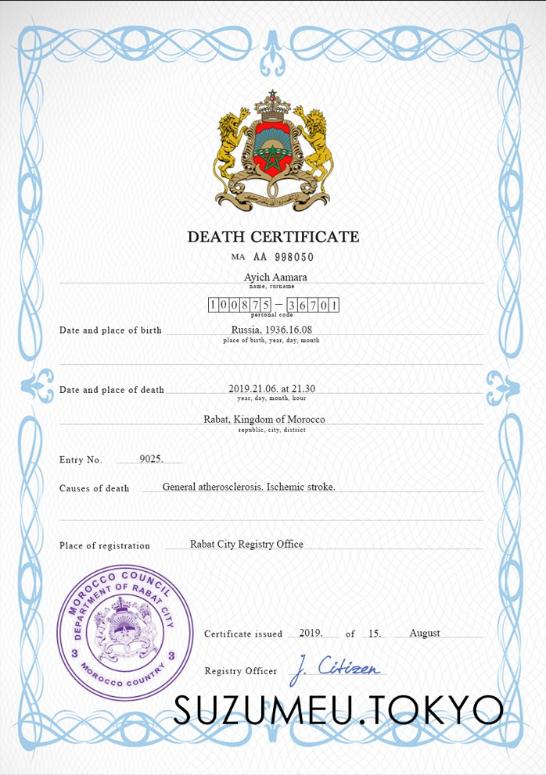 DEATH CERTIFICATE
MA AA 998050
Ayich Aamara
name, surname
100875-36701
personal code
Date and place of birth Russia, 1936.16.08
place of birth, year, day, month
Date and place of death 2019.21.06. at 21.30
year, day, month, hour
Rabat, Kingdom of Morocco
republic, city, district
Entry No. 9025.
Causes of death General atherosclerosis. Ischemic stroke.
Place of registration Rabat City Registry Office
MOROCCO COUNCIL
DEPARTMENT OF RABAT CITY
3 3
MOROCCO COUNTRY
Certificate issued 2019. of 15. August
Registry Officer J. Citizen
SUZUMEU.TOKYO